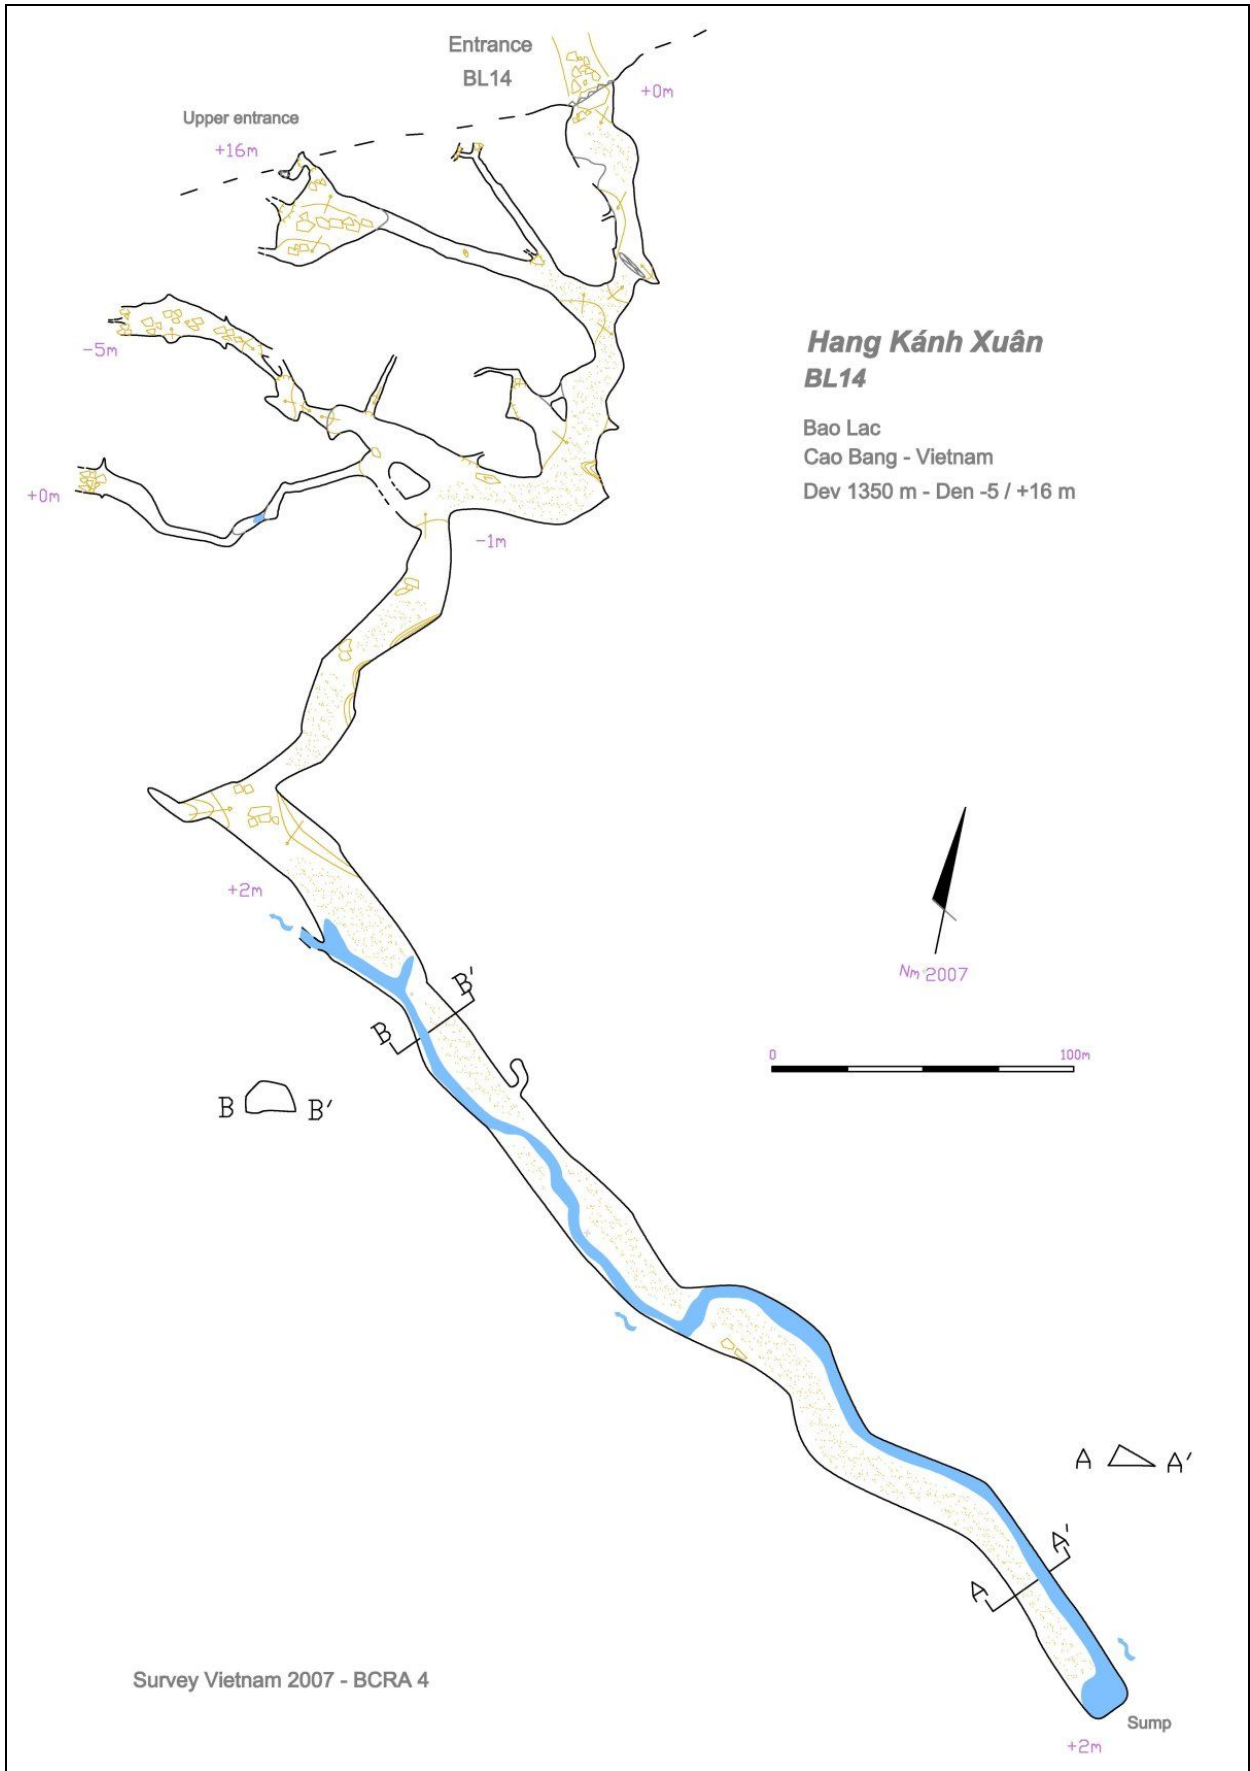 Entrance
BL14
+0m
Upper entrance
+16m
-5m
Hang Kánh Xuân
BL14
Bao Lac
Cao Bang - Vietnam
Dev 1350 m - Den -5 / +16 m
+0m
-1m
+2m
Nm 2007
B'
B
0 100m
B B'
A A'
A'
A
Survey Vietnam 2007 - BCRA 4
Sump
+2m